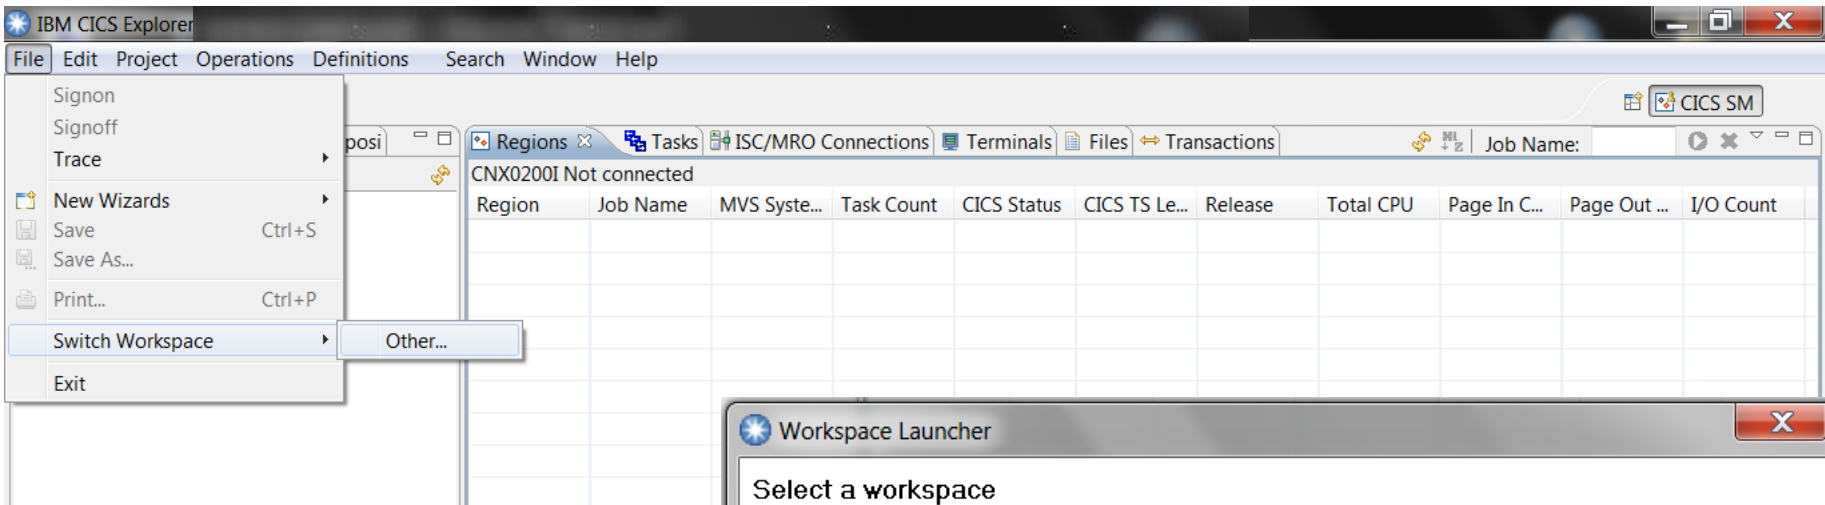 IBM CICS Explorer
File Edit Project Operations Definitions Search Window Help
Signon
Signoff
Trace
New Wizards
Save Ctrl+S
Save As...
Print... Ctrl+P
Switch Workspace
Other...
Exit
CICS SM
posi
Regions Tasks ISC/MRO Connections Terminals Files Transactions Job Name:
CNX0200I Not connected
Region Job Name MVS Syste... Task Count CICS Status CICS TS Le... Release Total CPU Page In C... Page Out ... I/O Count
Workspace Launcher
Select a workspace